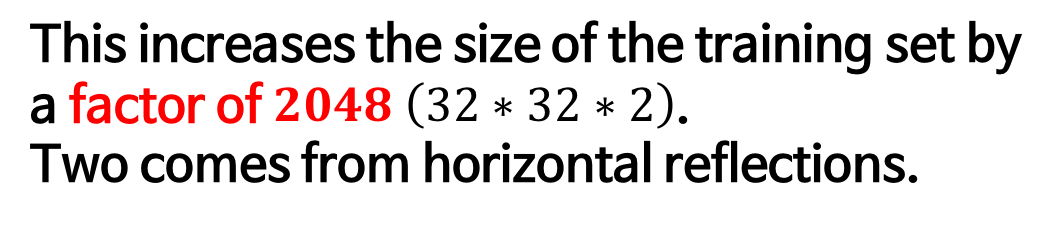 This increases the size of the training set by
a factor of 2048 (32 ∗ 32 ∗ 2).
Two comes from horizontal reflections.